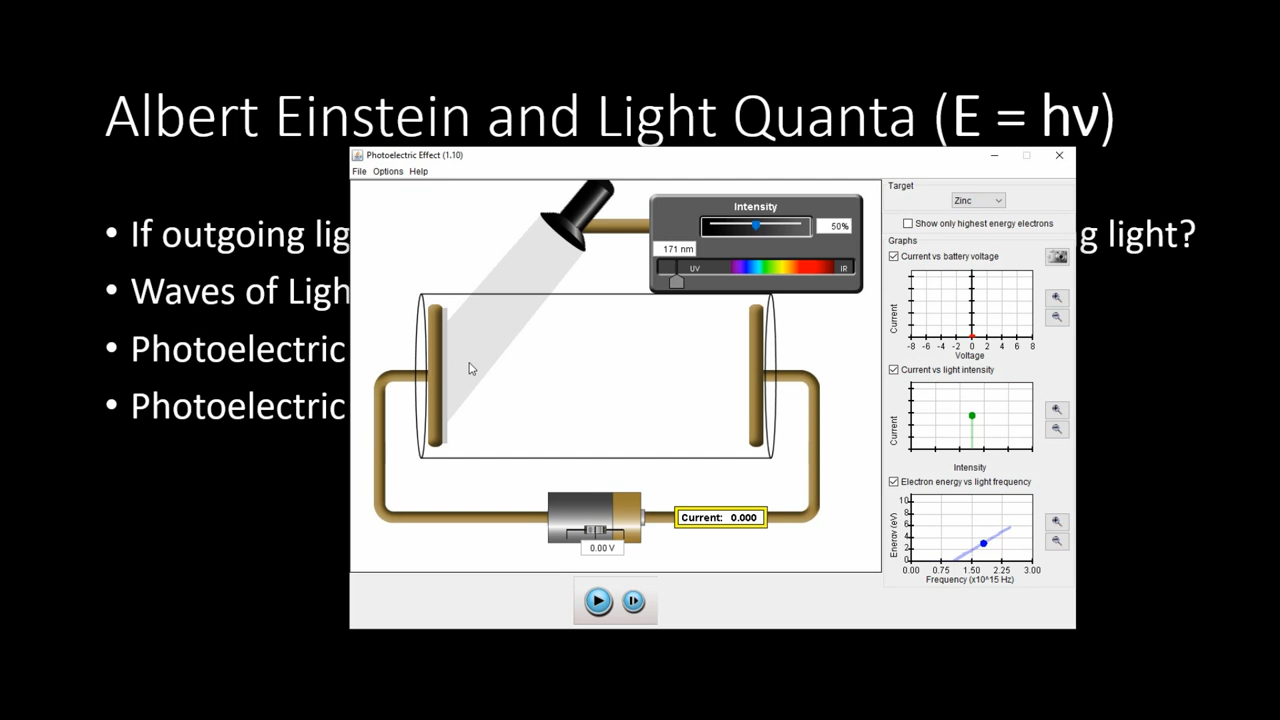 Albert Einstein and Light Quanta (E = hν)
• If outgoing lig
g light?
• Waves of Ligh
• Photoelectric
• Photoelectric
Photoelectric Effect (1.10)
File Options Help
Intensity
50%
171 nm
UV
IR
Current: 0.000
0.00 V
Target
Zinc
Show only highest energy electrons
Graphs
Current vs battery voltage
Current
-8 -6 -4 -2 0 2 4 6 8
Voltage
Current vs light intensity
Current
Intensity
Electron energy vs light frequency
Energy (eV)
10
8
6
4
2
0
0.00 0.75 1.50 2.25 3.00
Frequency (x10^15 Hz)